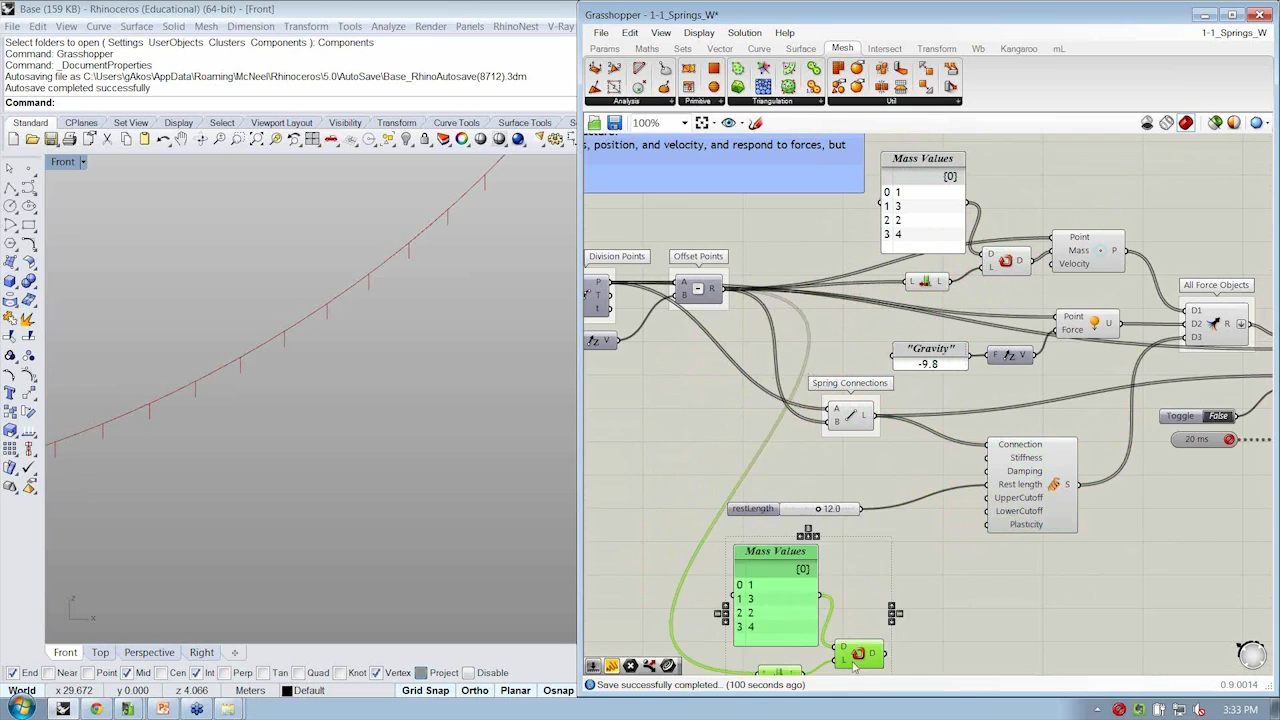 Base (159 KB) - Rhinoceros (Educational) (64-bit) - [Front]
File Edit View Curve Surface Solid Mesh Dimension Transform Tools Analyze Render Panels RhinoNest V-Ray
Select folders to open ( Settings UserObjects Clusters Components ): Components
Command: Grasshopper
Command: _DocumentProperties
Autosaving file as C:\Users\gAkos\AppData\Roaming\McNeel\Rhinoceros\5.0\AutoSave\Base_RhinoAutosave(8712).3dm
Autosave completed successfully
Command:
Standard CPlanes Set View Display Select Viewport Layout Visibility Transform Curve Tools Surface Tools
Front
z
x
Front Top Perspective Right
End Near Point Mid Cen Int Perp Tan Quad Knot Vertex Project Disable
World x 29.672 y 0.000 z 4.066 Meters Default Grid Snap Ortho Planar Osnap
Grasshopper - 1-1_Springs_W*
File Edit View Display Solution Help
1-1_Springs_W
Params Maths Sets Vector Curve Surface Mesh Intersect Transform Wb Kangaroo mL
Analysis Primitive Triangulation Util
100%
s, position, and velocity, and respond to forces, but
Mass Values
{0}
0 1
1 3
2 2
3 4
Division Points
P
T
t
V
Offset Points
A
B
R
L L
D
L
D
Point
Mass
Velocity
P
All Force Objects
D1
D2
D3
R
Point
Force
U
"Gravity"
-9.8
F V
Spring Connections
A
B
L
Toggle False
20 ms
Connection
Stiffness
Damping
Rest length
UpperCutoff
LowerCutoff
Plasticity
S
restLength 12.0
Mass Values
{0}
0 1
1 3
2 2
3 4
D
L
D
Save successfully completed.. (100 seconds ago)
0.9.0014
3:33 PM